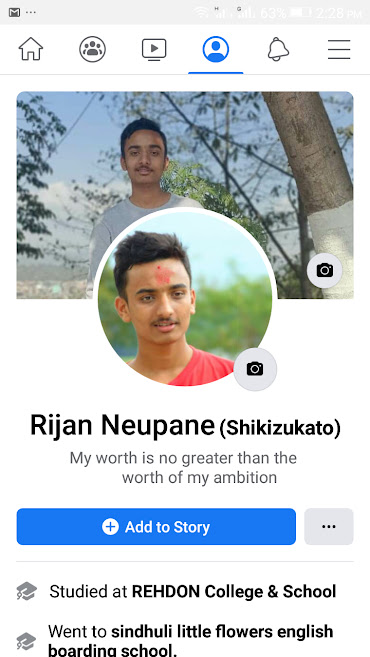 H G 63% 2:28 PM
Rijan Neupane (Shikizukato)
My worth is no greater than the
worth of my ambition
Add to Story
Studied at REHDON College & School
Went to sindhuli little flowers english
boarding school.